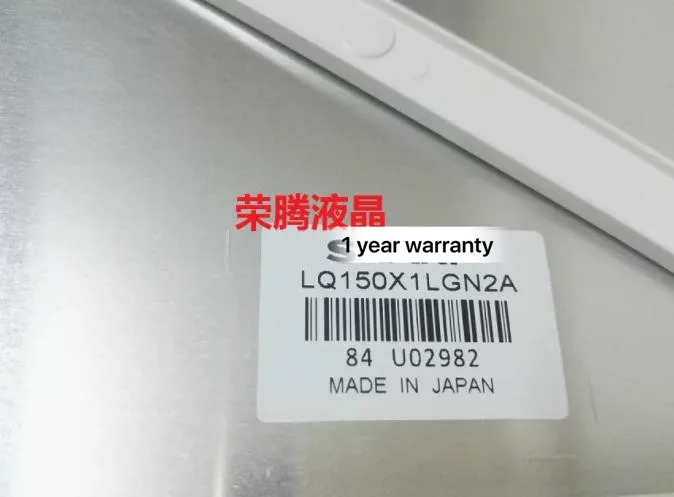 荣腾液晶
1 year warranty
LQ150X1LGN2A
84 U02982
MADE IN JAPAN